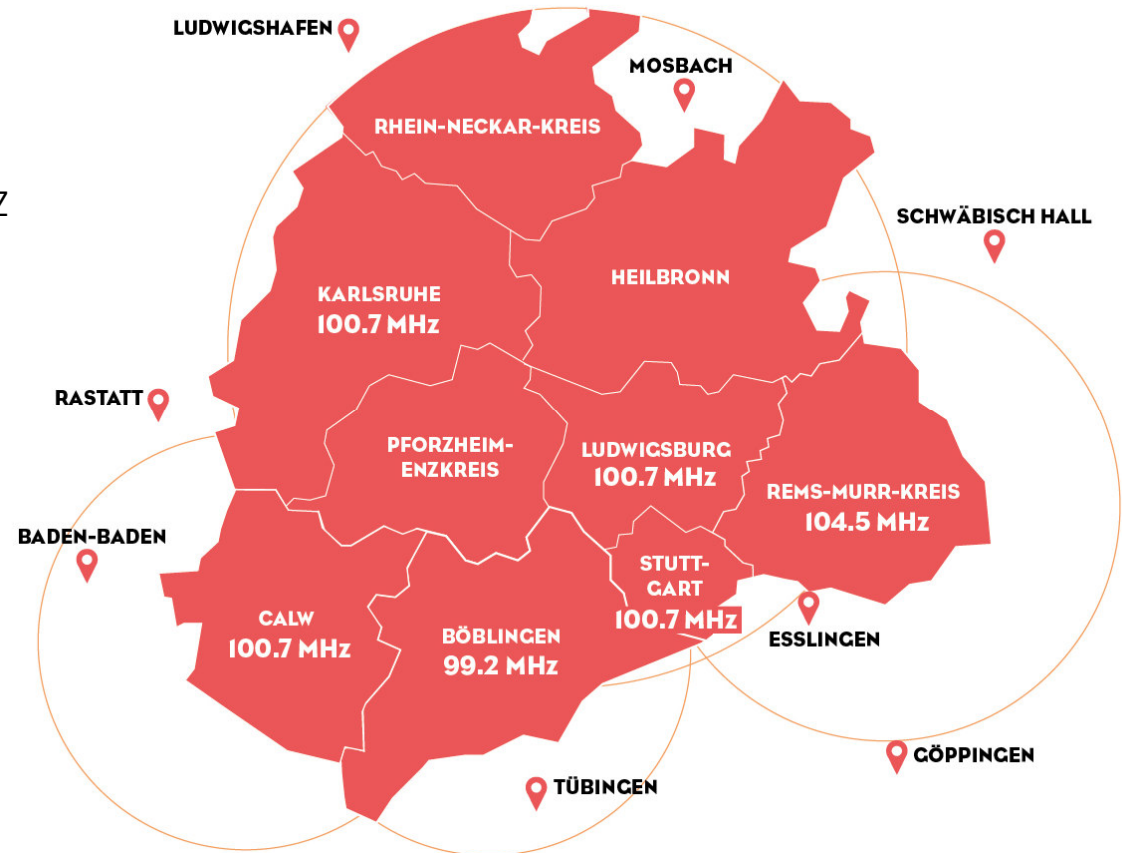 LUDWIGSHAFEN
MOSBACH
RHEIN-NECKAR-KREIS
SCHWÄBISCH HALL
HEILBRONN
KARLSRUHE
100.7 MHz
RASTATT
PFORZHEIM-
ENZKREIS
LUDWIGSBURG
100.7 MHz
REMS-MURR-KREIS
104.5 MHz
BADEN-BADEN
STUTT-
GART
100.7 MHz
CALW
100.7 MHz
BÖBLINGEN
99.2 MHz
ESSLINGEN
GÖPPINGEN
TÜBINGEN